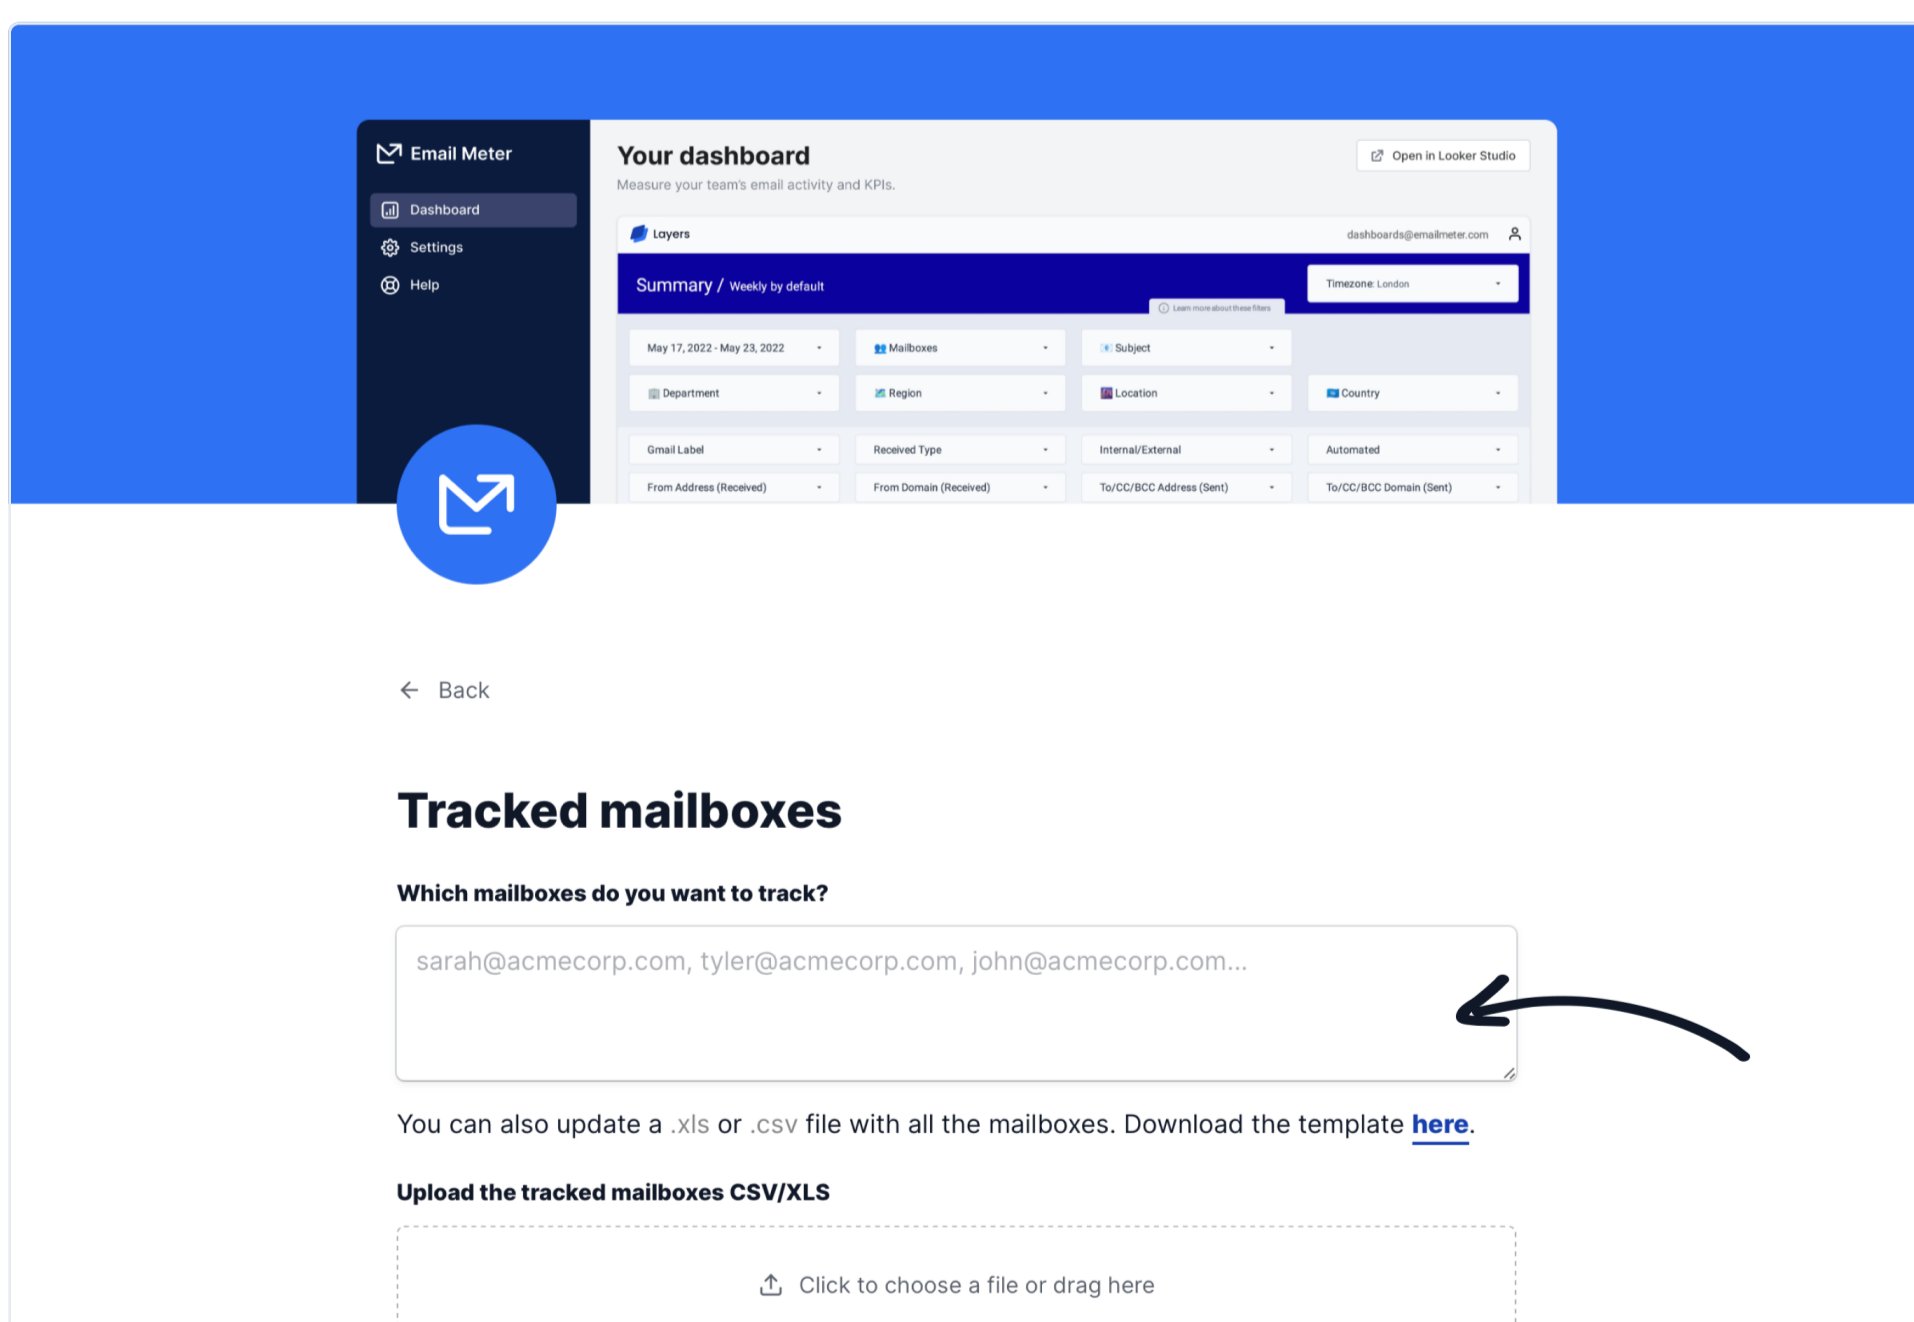 Email Meter
Dashboard
Settings
Help
Your dashboard
Open in Looker Studio
Measure your team's email activity and KPIs.
Layers
dashboards@emailmeter.com
Summary / Weekly by default
Timezone: London
Learn more about these filters
May 17, 2022 - May 23, 2022
Mailboxes
Subject
Department
Region
Location
Country
Gmail Label
Received Type
Internal/External
Automated
From Address (Received)
From Domain (Received)
To/CC/BCC Address (Sent)
To/CC/BCC Domain (Sent)
Back
Tracked mailboxes
Which mailboxes do you want to track?
sarah@acmecorp.com, tyler@acmecorp.com, john@acmecorp.com...
You can also update a .xls or .csv file with all the mailboxes. Download the template here.
Upload the tracked mailboxes CSV/XLS
Click to choose a file or drag here